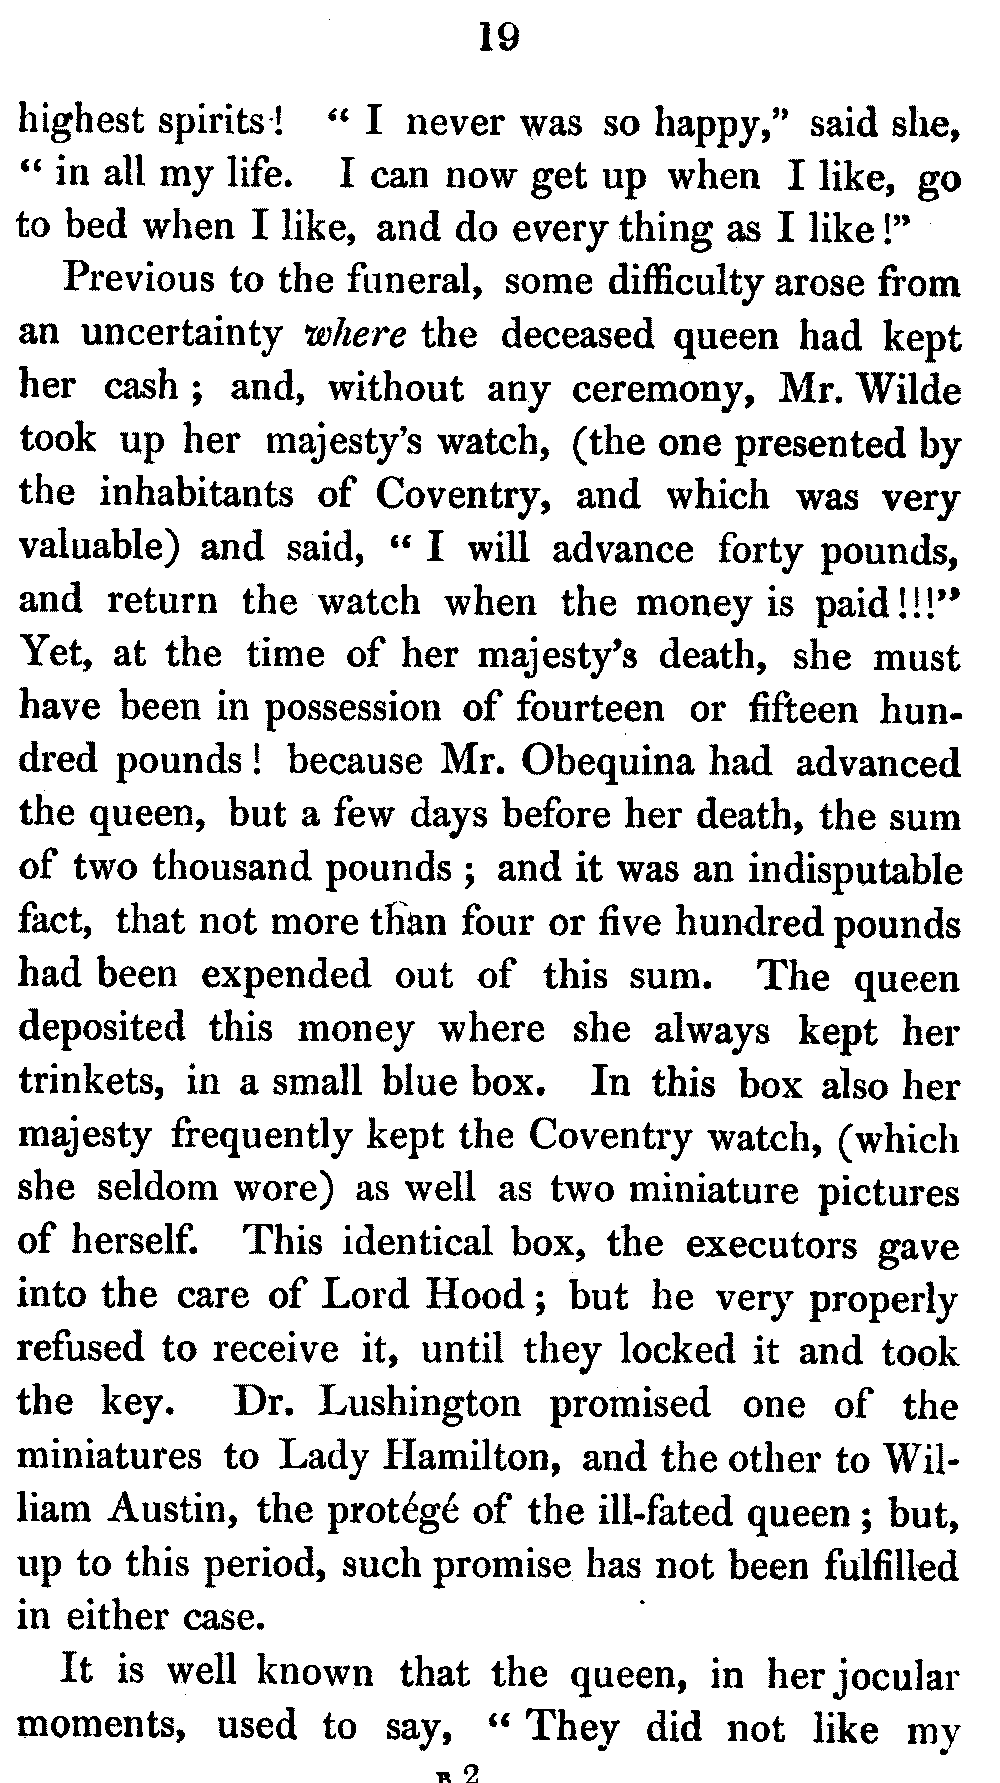 19
highest spirits! “ I never was so happy,” said she,
“ in all my life. I can now get up when I like, go
to bed when I like, and do every thing as I like!”
Previous to the funeral, some difficulty arose from
an uncertainty where the deceased queen had kept
her cash ; and, without any ceremony, Mr. Wilde
took up her majesty’s watch, (the one presented by
the inhabitants of Coventry, and which was very
valuable) and said, “ I will advance forty pounds,
and return the watch when the money is paid!!!”
Yet, at the time of her majesty’s death, she must
have been in possession of fourteen or fifteen hun-
dred pounds! because Mr. Obequina had advanced
the queen, but a few days before her death, the sum
of two thousand pounds ; and it was an indisputable
fact, that not more than four or five hundred pounds
had been expended out of this sum. The queen
deposited this money where she always kept her
trinkets, in a small blue box. In this box also her
majesty frequently kept the Coventry watch, (which
she seldom wore) as well as two miniature pictures
of herself. This identical box, the executors gave
into the care of Lord Hood ; but he very properly
refused to receive it, until they locked it and took
the key. Dr. Lushington promised one of the
miniatures to Lady Hamilton, and the other to Wil-
liam Austin, the protégé of the ill-fated queen ; but,
up to this period, such promise has not been fulfilled
in either case.
It is well known that the queen, in her jocular
moments, used to say, “ They did not like my
B 2